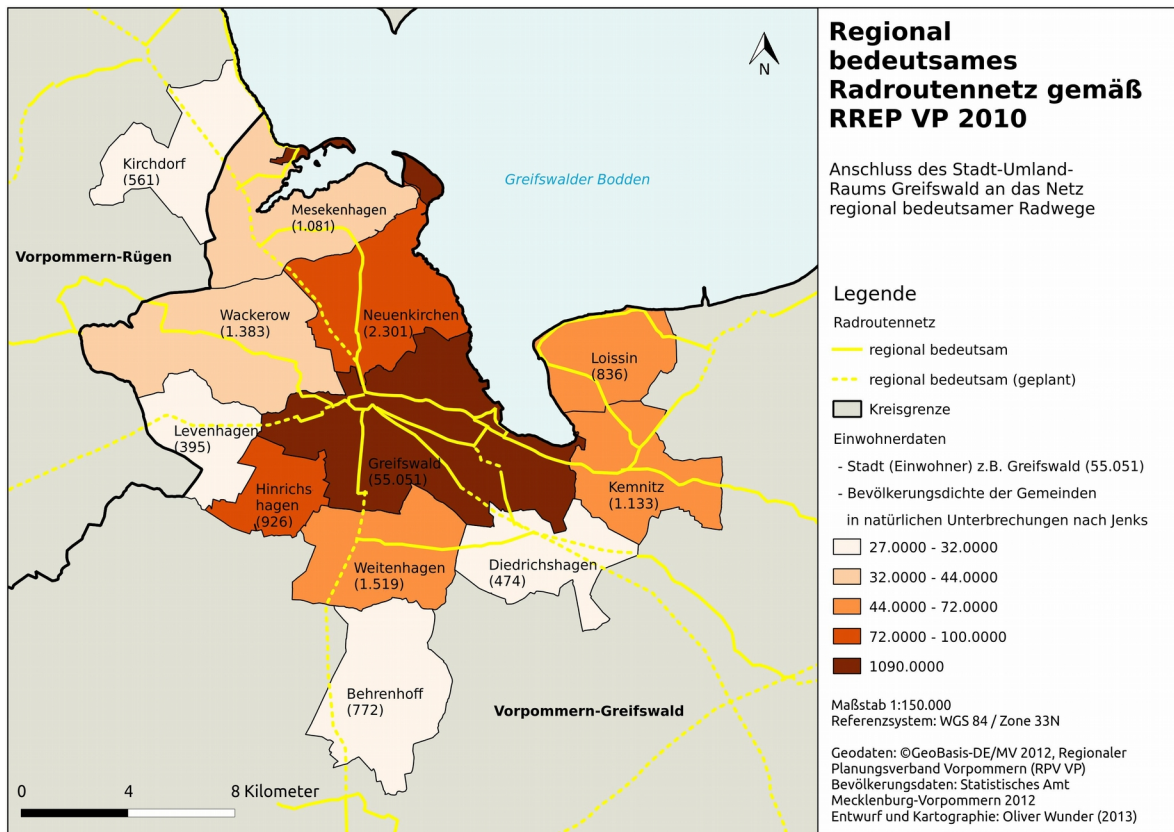 Regional
bedeutsames
Radroutennetz gemäß
RREP VP 2010
Anschluss des Stadt-Umland-
Raums Greifswald an das Netz
regional bedeutsamer Radwege
N
Greifswalder Bodden
Kirchdorf
(561)
Mesekenhagen
(1.081)
Vorpommern-Rügen
Wackerow
(1.383)
Neuenkirchen
(2.301)
Loissin
(836)
Levenhagen
(395)
Greifswald
(55.051)
Hinrichs
hagen
(926)
Kemnitz
(1.133)
Weitenhagen
(1.519)
Diedrichshagen
(474)
Behrenhoff
(772)
Vorpommern-Greifswald
0 4 8 Kilometer
Legende
Radroutennetz
regional bedeutsam
regional bedeutsam (geplant)
Kreisgrenze
Einwohnerdaten
- Stadt (Einwohner) z.B. Greifswald (55.051)
- Bevölkerungsdichte der Gemeinden
in natürlichen Unterbrechungen nach Jenks
27.0000 - 32.0000
32.0000 - 44.0000
44.0000 - 72.0000
72.0000 - 100.0000
1090.0000
Maßstab 1:150.000
Referenzsystem: WGS 84 / Zone 33N
Geodaten: ©GeoBasis-DE/MV 2012, Regionaler
Planungsverband Vorpommern (RPV VP)
Bevölkerungsdaten: Statistisches Amt
Mecklenburg-Vorpommern 2012
Entwurf und Kartographie: Oliver Wunder (2013)